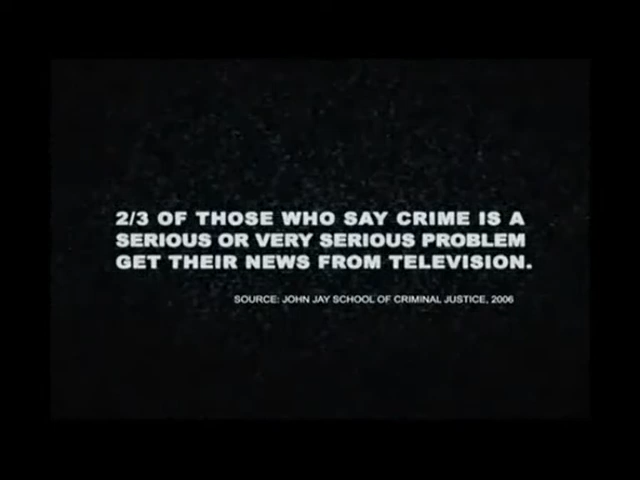 2/3 OF THOSE WHO SAY CRIME IS A
SERIOUS OR VERY SERIOUS PROBLEM
GET THEIR NEWS FROM TELEVISION.
SOURCE: JOHN JAY SCHOOL OF CRIMINAL JUSTICE, 2006